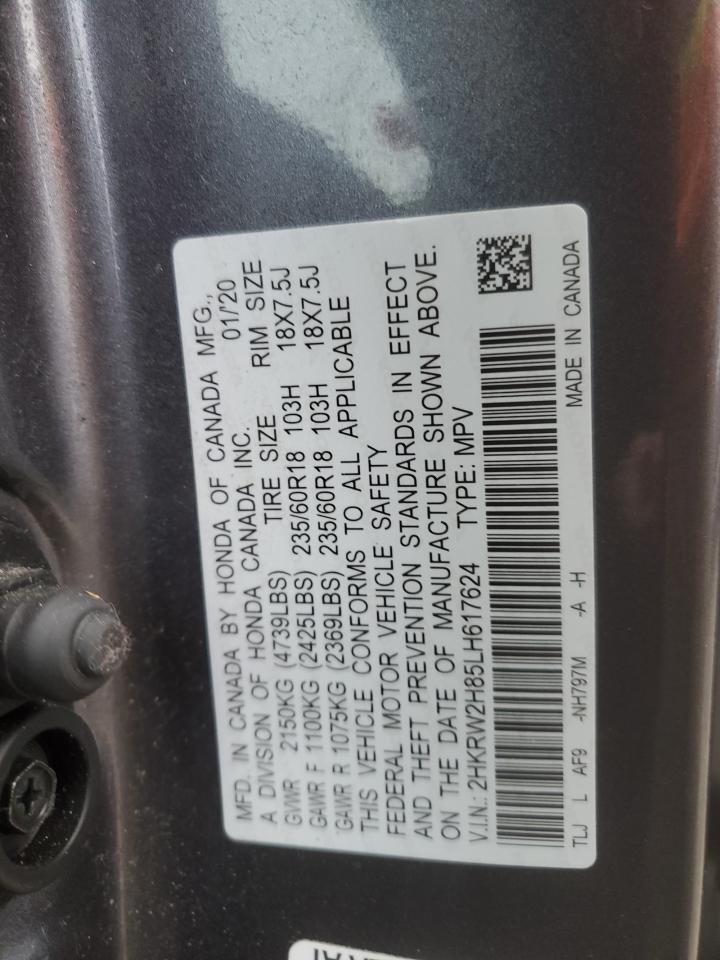 MFD. IN CANADA BY HONDA OF CANADA MFG.,
A DIVISION OF HONDA CANADA INC. 01/20
GVWR 2150KG (4739LBS) TIRE SIZE RIM SIZE
GAWR F 1100KG (2425LBS) 235/60R18 103H 18X7.5J
GAWR R 1075KG (2369LBS) 235/60R18 103H 18X7.5J
THIS VEHICLE CONFORMS TO ALL APPLICABLE
FEDERAL MOTOR VEHICLE SAFETY
AND THEFT PREVENTION STANDARDS IN EFFECT
ON THE DATE OF MANUFACTURE SHOWN ABOVE.
V.I.N.: 2HKRW2H85LH617624 TYPE: MPV
TLJ L AF9 -NH797M -A -H MADE IN CANADA